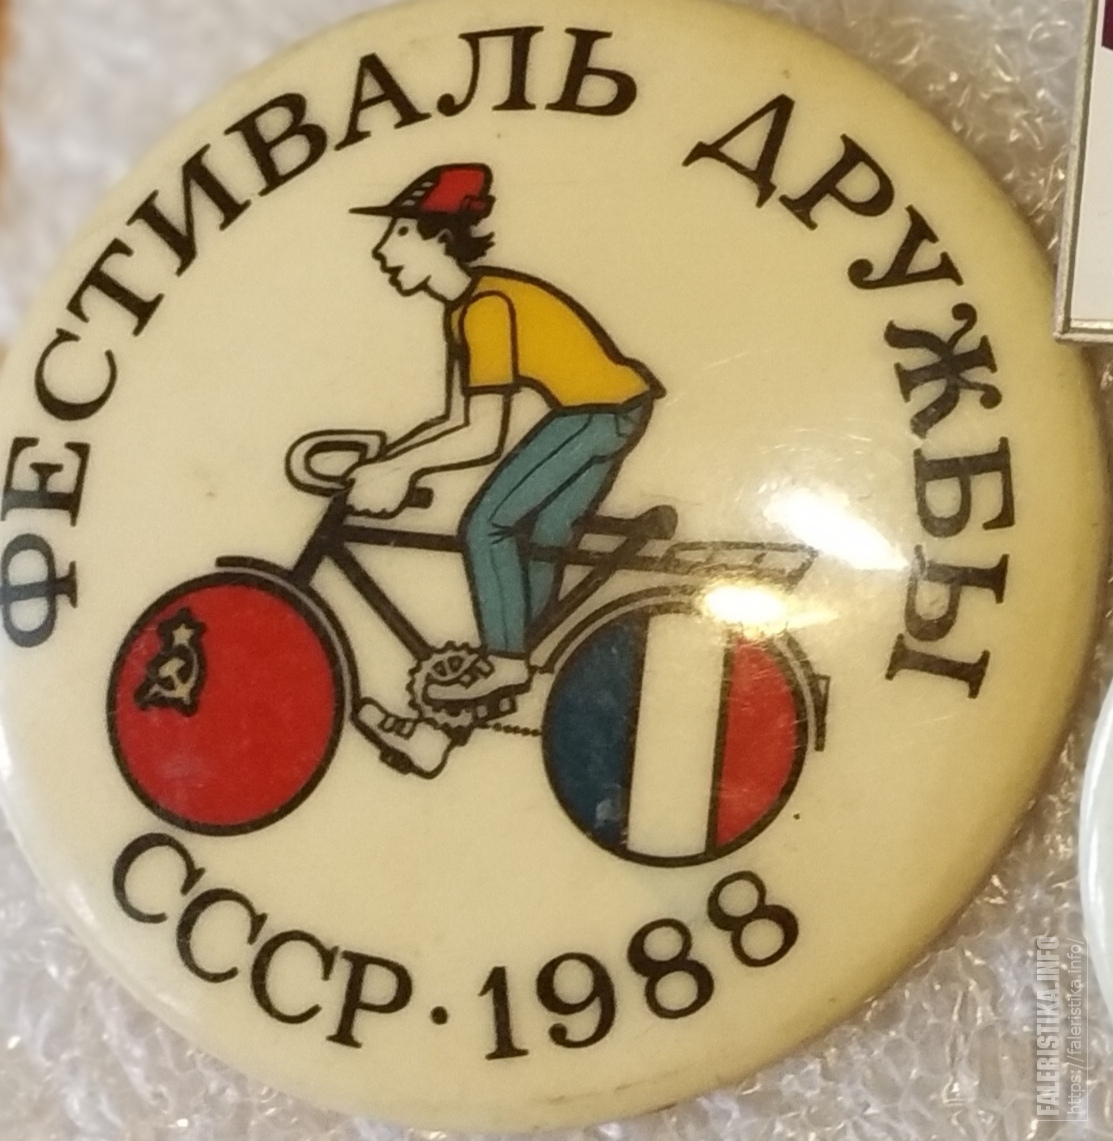 ФЕСТИВАЛЬ ДРУЖБЫ
СССР · 1988
FALERISTIKA.INFO
https://faleristika.info/